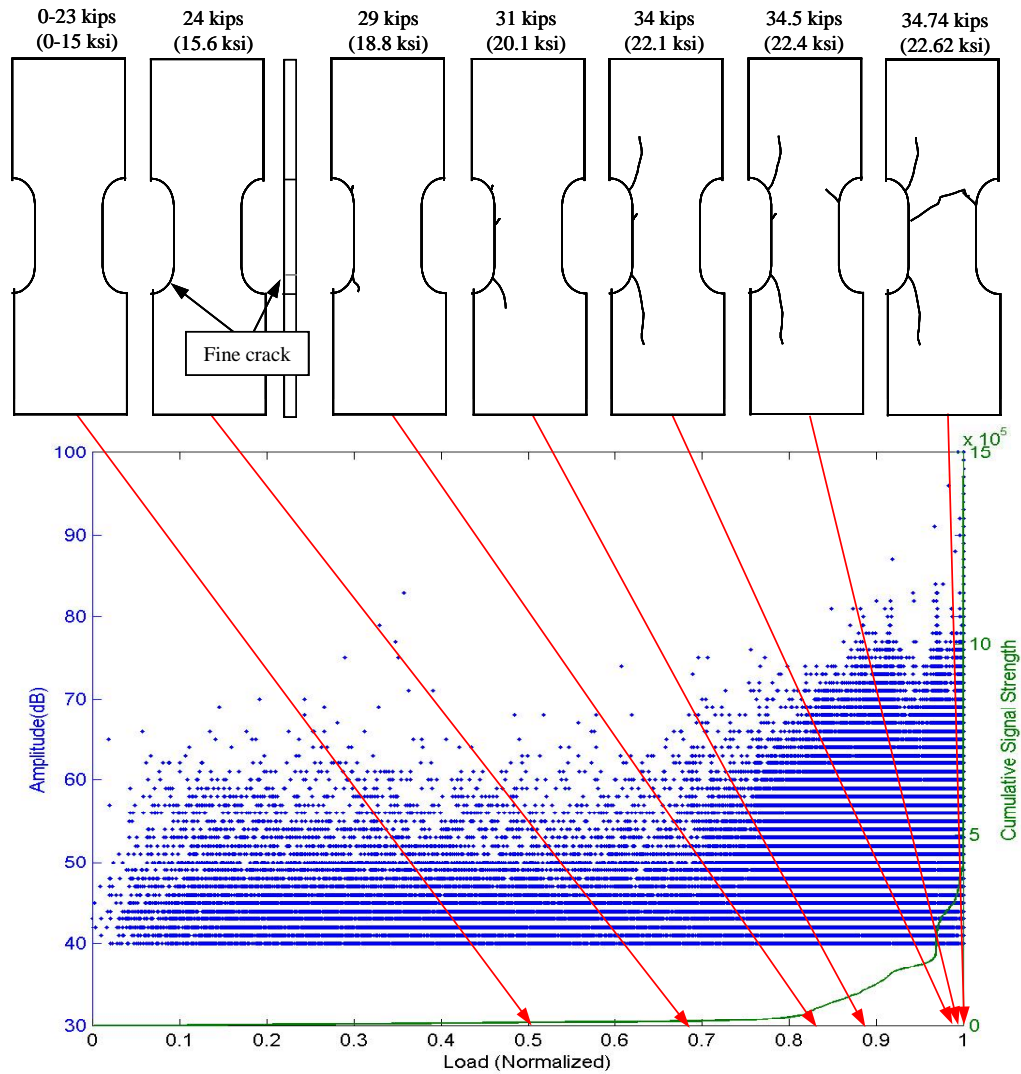 0-23 kips
(0-15 ksi)
24 kips
(15.6 ksi)
29 kips
(18.8 ksi)
31 kips
(20.1 ksi)
34 kips
(22.1 ksi)
34.5 kips
(22.4 ksi)
34.74 kips
(22.62 ksi)
Fine crack
x 10^5
100
90
80
70
60
50
40
30
Amplitude(dB)
15
10
5
0
Cumulative Signal Strength
0 0.1 0.2 0.3 0.4 0.5 0.6 0.7 0.8 0.9 1
Load (Normalized)